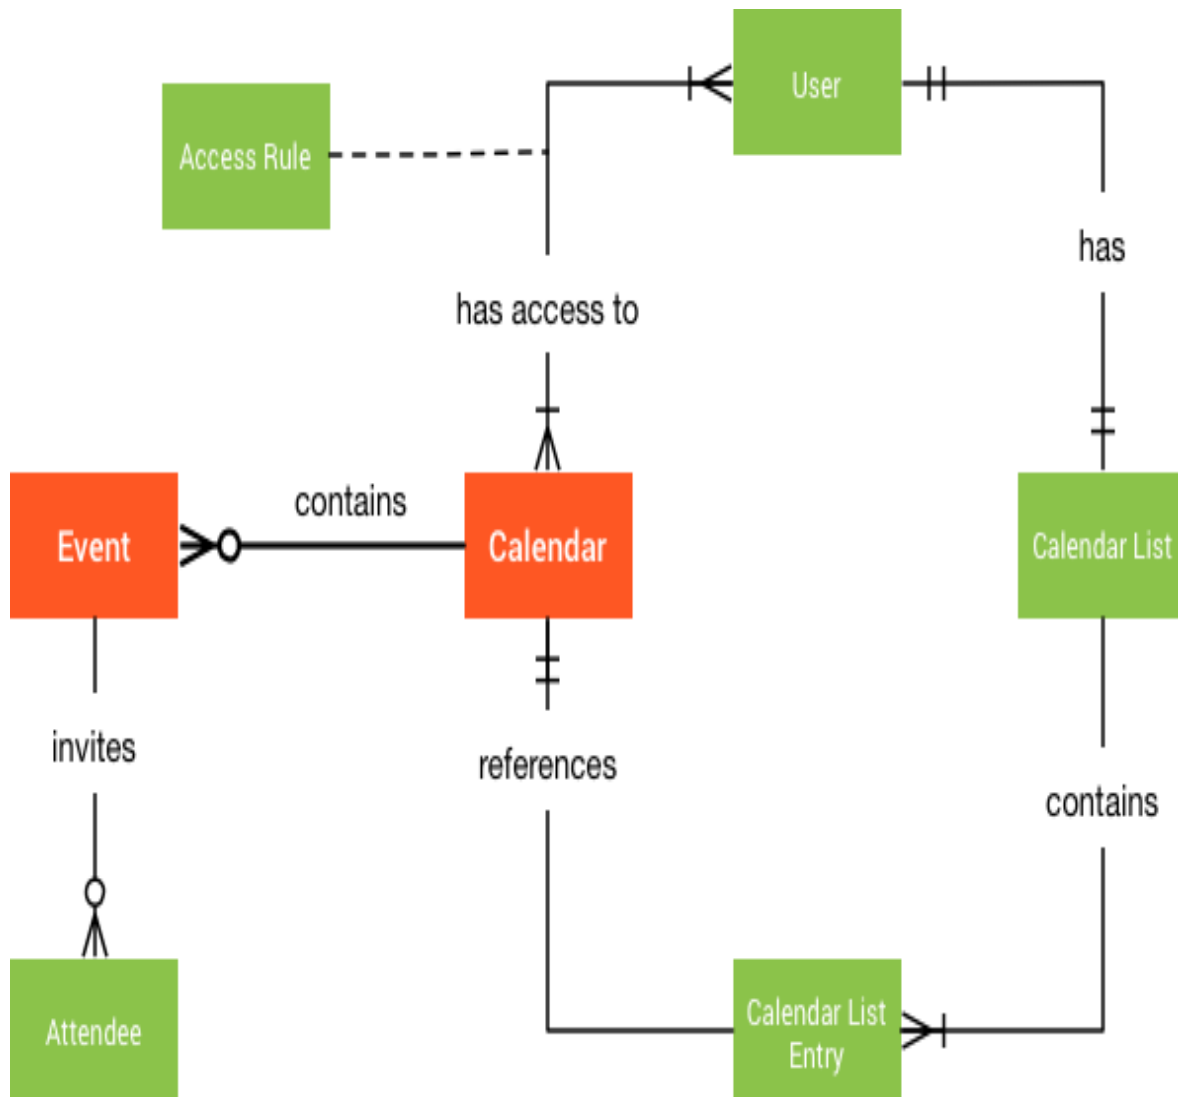 User
Access Rule
has
has access to
contains
Event
Calendar
Calendar List
invites
references
contains
Calendar List
Entry
Attendee